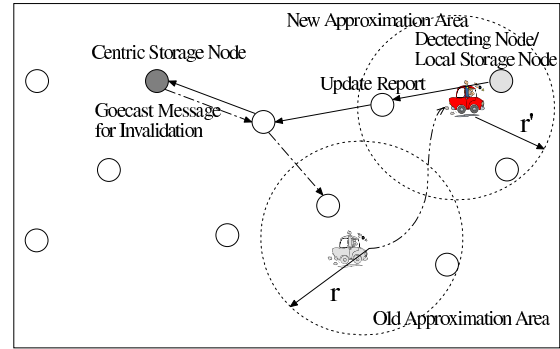 New Approximation Area
Dectecting Node/
Local Storage Node
Centric Storage Node
Update Report
Goecast Message
for Invalidation
r'
r
Old Approximation Area